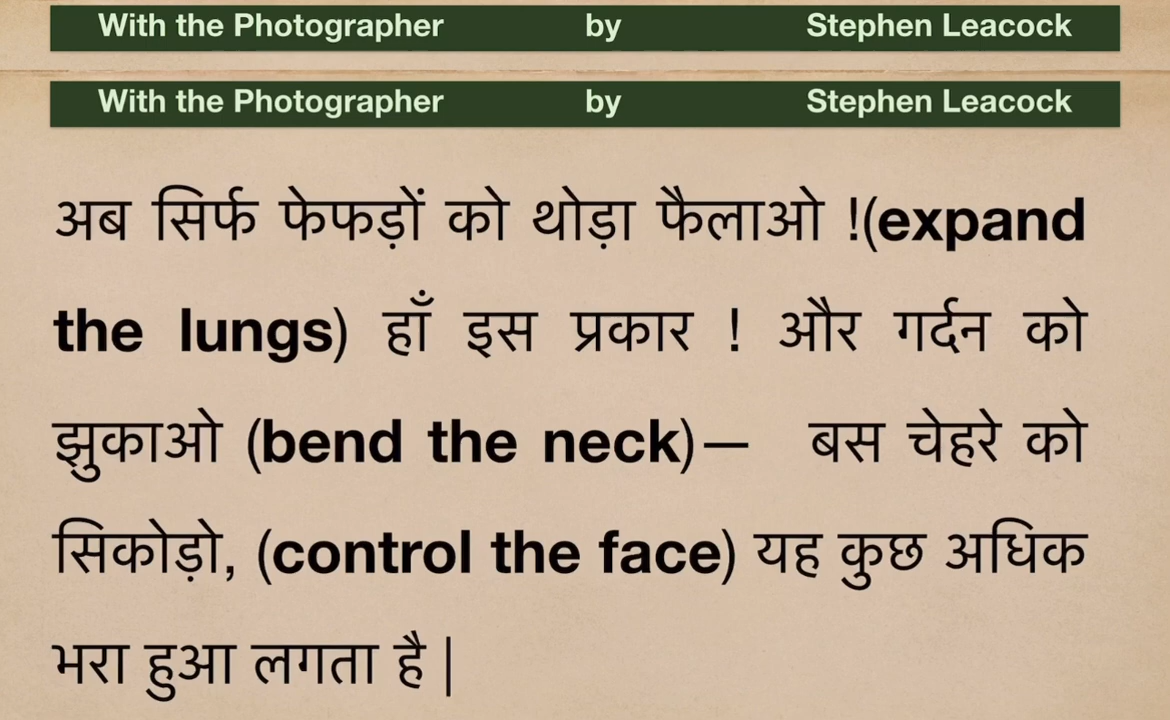 With the Photographer by Stephen Leacock
With the Photographer by Stephen Leacock
अब सिर्फ फेफड़ों को थोड़ा फैलाओ !(expand
the lungs) हाँ इस प्रकार ! और गर्दन को
झुकाओ (bend the neck)— बस चेहरे को
सिकोड़ो, (control the face) यह कुछ अधिक
भरा हुआ लगता है |